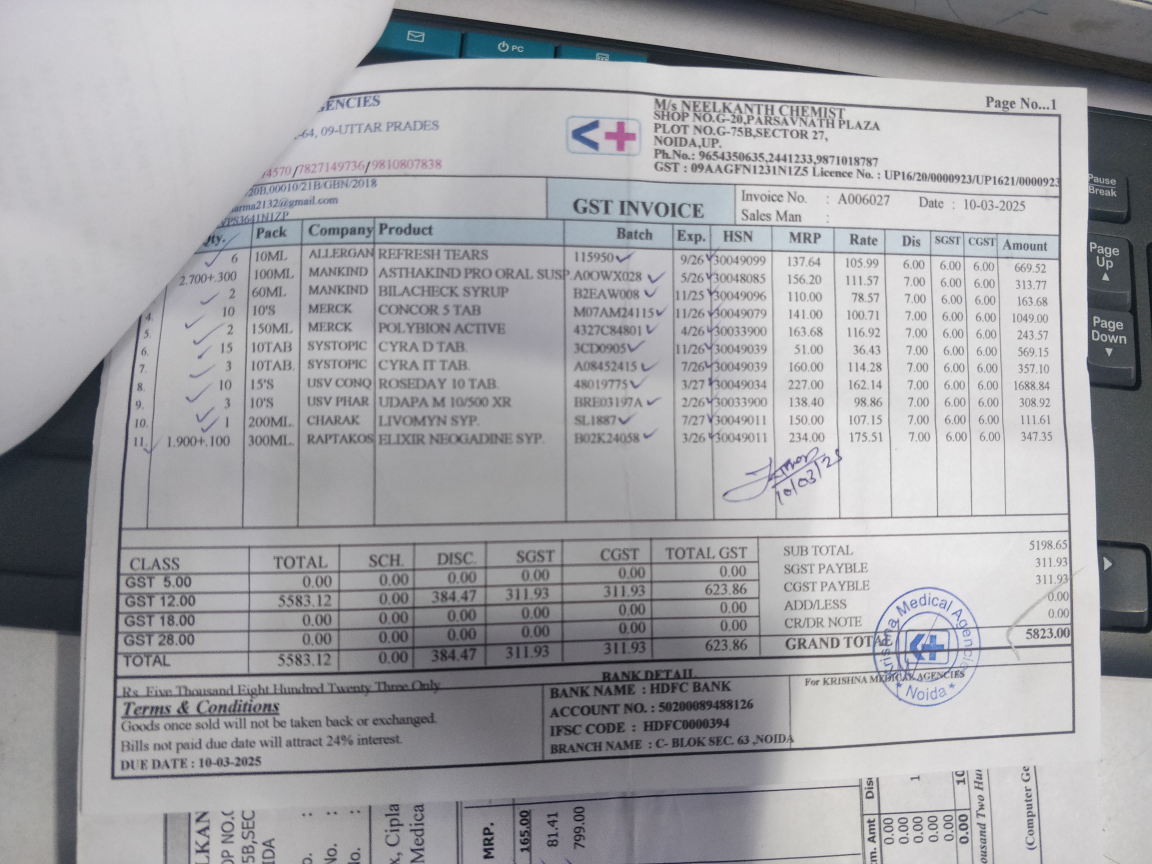 PC
GENCIES
-64, 09-UTTAR PRADES
4570/7827149736/9810807838
20B,00010/21B/GBN/2018
arma2132@gmail.com
VPS3641N1ZP
Page No...1
M/s NEELKANTH CHEMIST
SHOP NO.G-20,PARSAVNATH PLAZA
PLOT NO.G-75B,SECTOR 27,
NOIDA,UP.
Ph.No.: 9654350635,2441233,9871018787
GST : 09AAGFN1231N1Z5 Licence No. : UP16/20/0000923/UP1621/0000923
GST INVOICE
Invoice No. : A006027 Date : 10-03-2025
Sales Man :
Qty. Pack Company Product Batch Exp. HSN MRP Rate Dis SGST CGST Amount
6 10ML ALLERGAN REFRESH TEARS 115950 9/26 30049099 137.64 105.99 6.00 6.00 6.00 669.52
2.700+.300 100ML MANKIND ASTHAKIND PRO ORAL SUSP. A0OWX028 5/26 30048085 156.20 111.57 7.00 6.00 6.00 313.77
2 60ML MANKIND BILACHECK SYRUP B2EAW008 11/25 30049096 110.00 78.57 7.00 6.00 6.00 163.68
4. 10 10'S MERCK CONCOR 5 TAB M07AM24115 11/26 30049079 141.00 100.71 7.00 6.00 6.00 1049.00
5. 2 150ML MERCK POLYBION ACTIVE 4327C84801 4/26 30033900 163.68 116.92 7.00 6.00 6.00 243.57
6. 15 10TAB SYSTOPIC CYRA D TAB. 3CD0905 11/26 30049039 51.00 36.43 7.00 6.00 6.00 569.15
7. 3 10TAB. SYSTOPIC CYRA IT TAB. A08452415 7/26 30049039 160.00 114.28 7.00 6.00 6.00 357.10
8. 10 15'S USV CONQ ROSEDAY 10 TAB. 48019775 3/27 30049034 227.00 162.14 7.00 6.00 6.00 1688.84
9. 3 10'S USV PHAR UDAPA M 10/500 XR BRE03197A 2/26 30033900 138.40 98.86 7.00 6.00 6.00 308.92
10. 1 200ML CHARAK LIVOMYN SYP. SL1887 7/27 30049011 150.00 107.15 7.00 6.00 6.00 111.61
11. 1.900+.100 300ML RAPTAKOS ELIXIR NEOGADINE SYP. B02K24058 3/26 30049011 234.00 175.51 7.00 6.00 6.00 347.35
10/03/25
CLASS TOTAL SCH. DISC. SGST CGST TOTAL GST
GST 5.00 0.00 0.00 0.00 0.00 0.00 0.00
GST 12.00 5583.12 0.00 384.47 311.93 311.93 623.86
GST 18.00 0.00 0.00 0.00 0.00 0.00 0.00
GST 28.00 0.00 0.00 0.00 0.00 0.00 0.00
TOTAL 5583.12 0.00 384.47 311.93 311.93 623.86
SUB TOTAL 5198.65
SGST PAYBLE 311.93
CGST PAYBLE 311.93
ADD/LESS 0.00
CR/DR NOTE 0.00
GRAND TOTAL 5823.00
Krishna Medical Agencies
* Noida *
For KRISHNA MEDICAL AGENCIES
Rs. Five Thousand Eight Hundred Twenty Three Only
Terms & Conditions
Goods once sold will not be taken back or exchanged.
Bills not paid due date will attract 24% interest.
DUE DATE : 10-03-2025
BANK DETAIL
BANK NAME : HDFC BANK
ACCOUNT NO. : 50200089488126
IFSC CODE : HDFC0000394
BRANCH NAME : C- BLOK SEC. 63 ,NOIDA
Pause
Break
Page
Up
Page
Down
MRP.
165.00
81.41
799.00